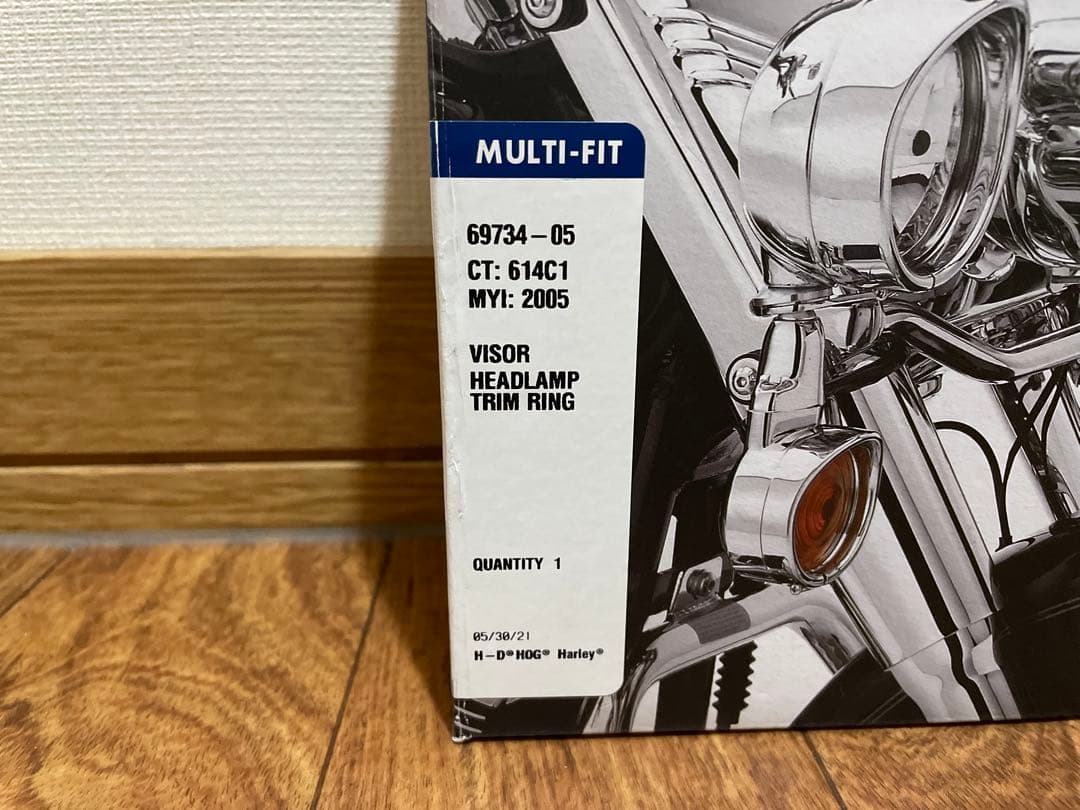 MULTI-FIT
69734-05
CT: 614C1
MYI: 2005
VISOR
HEADLAMP
TRIM RING
QUANTITY 1
05/30/21
H-D® HOG® Harley®